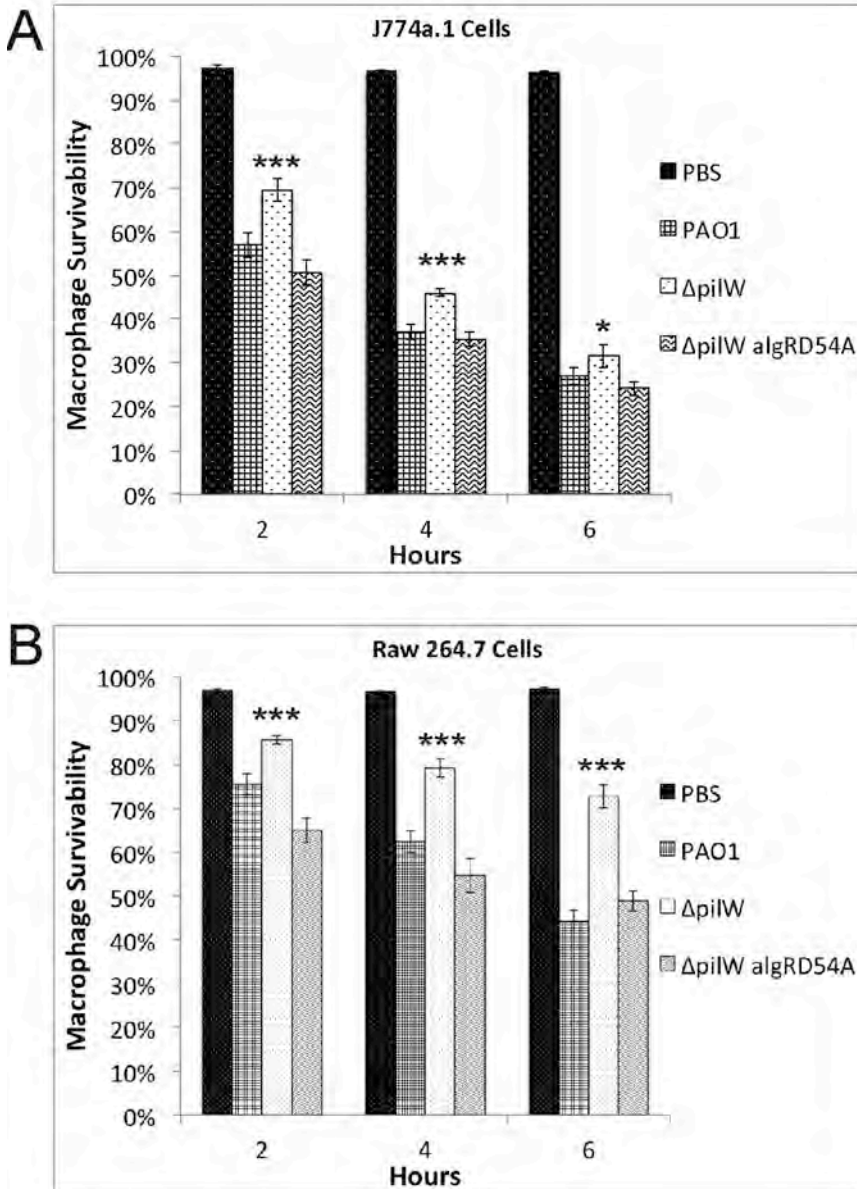 A
J774a.1 Cells
Macrophage Survivability
100%
90%
80%
70%
60%
50%
40%
30%
20%
10%
0%
***
***
*
2
4
6
Hours
PBS
PAO1
ΔpilW
ΔpilW algRD54A
B
Raw 264.7 Cells
Macrophage Survivability
100%
90%
80%
70%
60%
50%
40%
30%
20%
10%
0%
***
***
***
2
4
6
Hours
PBS
PAO1
ΔpilW
ΔpilW algRD54A